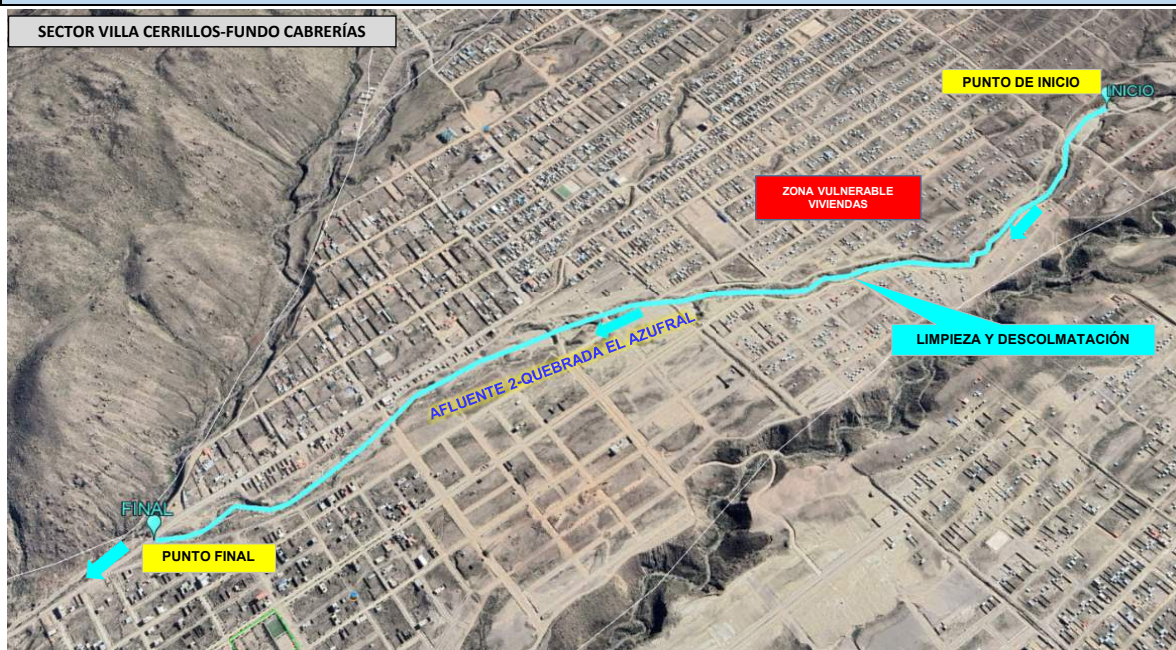 SECTOR VILLA CERRILLOS-FUNDO CABRERÍAS
PUNTO DE INICIO
INICIO
ZONA VULNERABLE
VIVIENDAS
LIMPIEZA Y DESCOLMATACIÓN
AFLUENTE 2-QUEBRADA EL AZUFRAL
FINAL
PUNTO FINAL